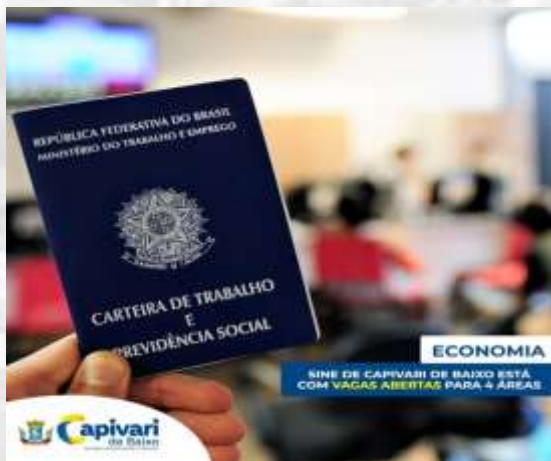 REPÚBLICA FEDERATIVA DO BRASIL
MINISTÉRIO DO TRABALHO E EMPREGO
CARTEIRA DE TRABALHO
E
PREVIDÊNCIA SOCIAL
ECONOMIA
SINE DE CAPIVARI DE BAIXO ESTÁ
COM VAGAS ABERTAS PARA 4 ÁREAS
Capivari
de Baixo